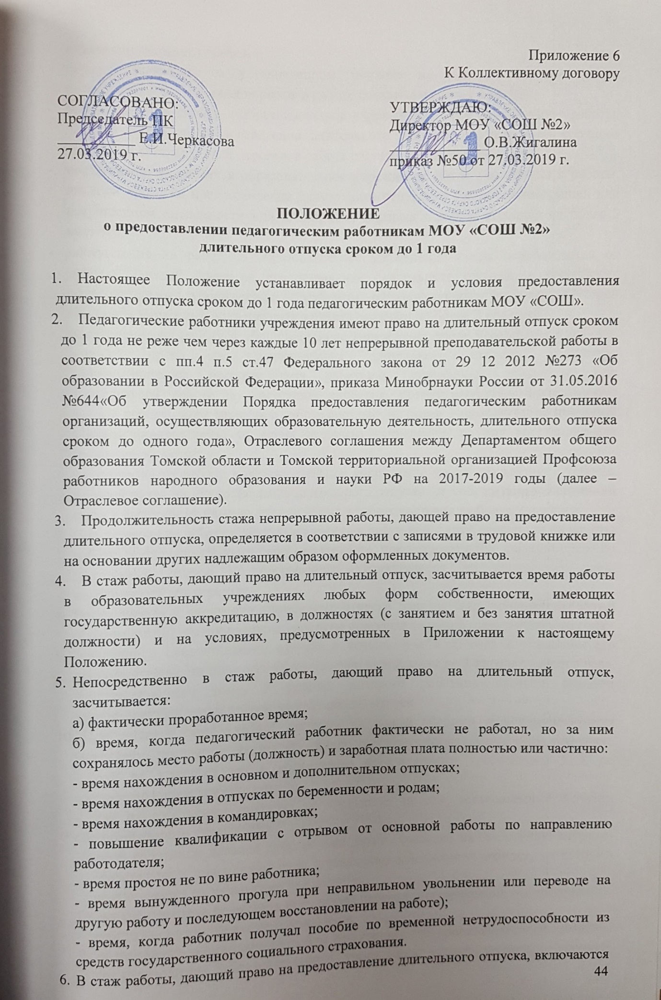 Приложение 6
К Коллективному договору
СОГЛАСОВАНО:
Председатель ПК
____________ Е.И.Черкасова
27.03.2019 г.
УТВЕРЖДАЮ:
Директор МОУ «СОШ №2»
______________ О.В.Жигалина
приказ №50 от 27.03.2019 г.
ПОЛОЖЕНИЕ
о предоставлении педагогическим работникам МОУ «СОШ №2»
длительного отпуска сроком до 1 года
1. Настоящее Положение устанавливает порядок и условия предоставления
длительного отпуска сроком до 1 года педагогическим работникам МОУ «СОШ».
2. Педагогические работники учреждения имеют право на длительный отпуск сроком
до 1 года не реже чем через каждые 10 лет непрерывной преподавательской работы в
соответствии с пп.4 п.5 ст.47 Федерального закона от 29 12 2012 №273 «Об
образовании в Российской Федерации», приказа Минобрнауки России от 31.05.2016
№644«Об утверждении Порядка предоставления педагогическим работникам
организаций, осуществляющих образовательную деятельность, длительного отпуска
сроком до одного года», Отраслевого соглашения между Департаментом общего
образования Томской области и Томской территориальной организацией Профсоюза
работников народного образования и науки РФ на 2017-2019 годы (далее –
Отраслевое соглашение).
3. Продолжительность стажа непрерывной работы, дающей право на предоставление
длительного отпуска, определяется в соответствии с записями в трудовой книжке или
на основании других надлежащим образом оформленных документов.
4. В стаж работы, дающий право на длительный отпуск, засчитывается время работы
в образовательных учреждениях любых форм собственности, имеющих
государственную аккредитацию, в должностях (с занятием и без занятия штатной
должности) и на условиях, предусмотренных в Приложении к настоящему
Положению.
5. Непосредственно в стаж работы, дающий право на длительный отпуск,
засчитывается:
а) фактически проработанное время;
б) время, когда педагогический работник фактически не работал, но за ним
сохранялось место работы (должность) и заработная плата полностью или частично:
- время нахождения в основном и дополнительном отпусках;
- время нахождения в отпусках по беременности и родам;
- время нахождения в командировках;
- повышение квалификации с отрывом от основной работы по направлению
работодателя;
- время простоя не по вине работника;
- время вынужденного прогула при неправильном увольнении или переводе на
другую работу и последующем восстановлении на работе);
- время, когда работник получал пособие по временной нетрудоспособности из
средств государственного социального страхования.
6. В стаж работы, дающий право на предоставление длительного отпуска, включаются
44